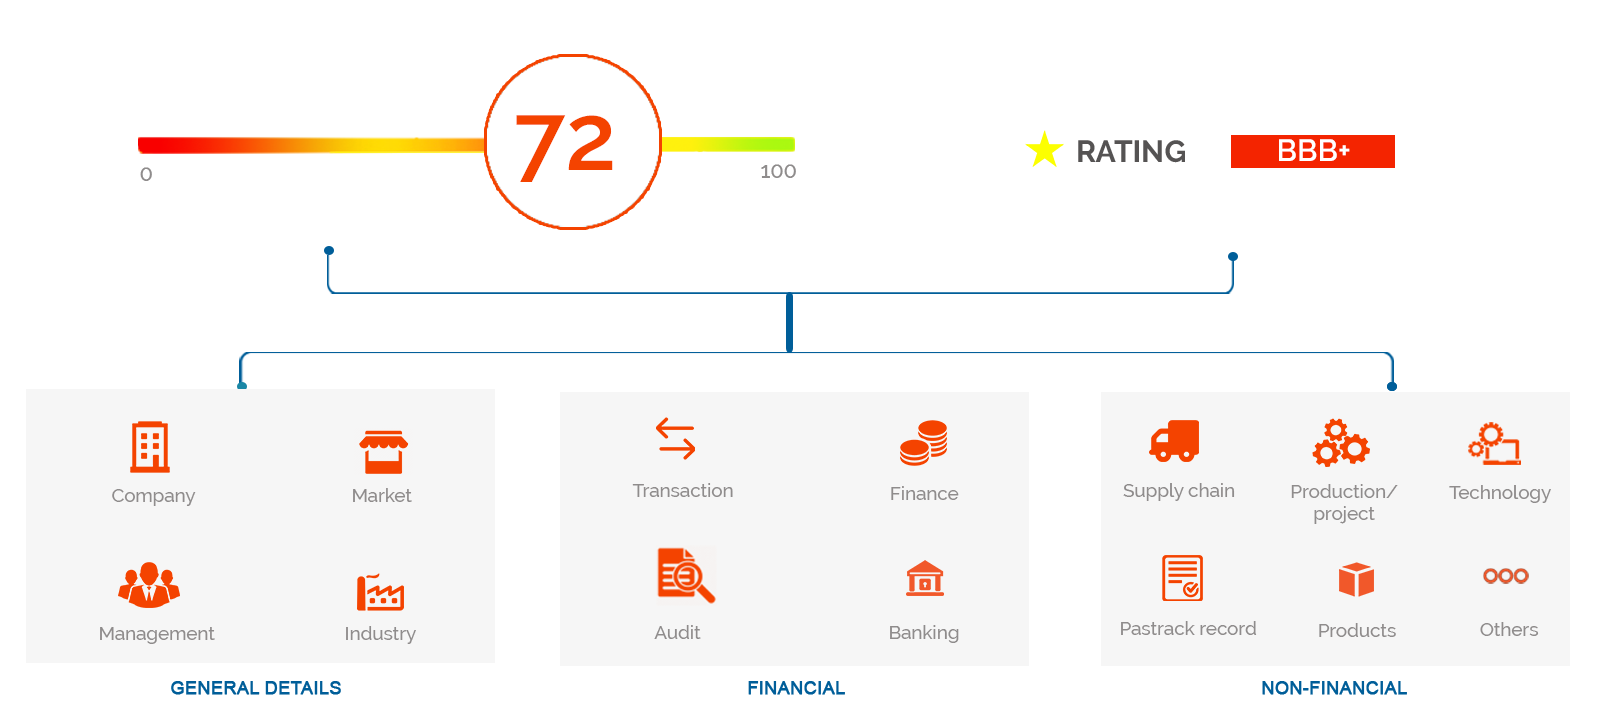 72
0
100
RATING
BBB+
Company
Market
Management
Industry
GENERAL DETAILS
Transaction
Finance
Audit
Banking
FINANCIAL
Supply chain
Production/
project
Technology
Pastrack record
Products
Others
NON-FINANCIAL